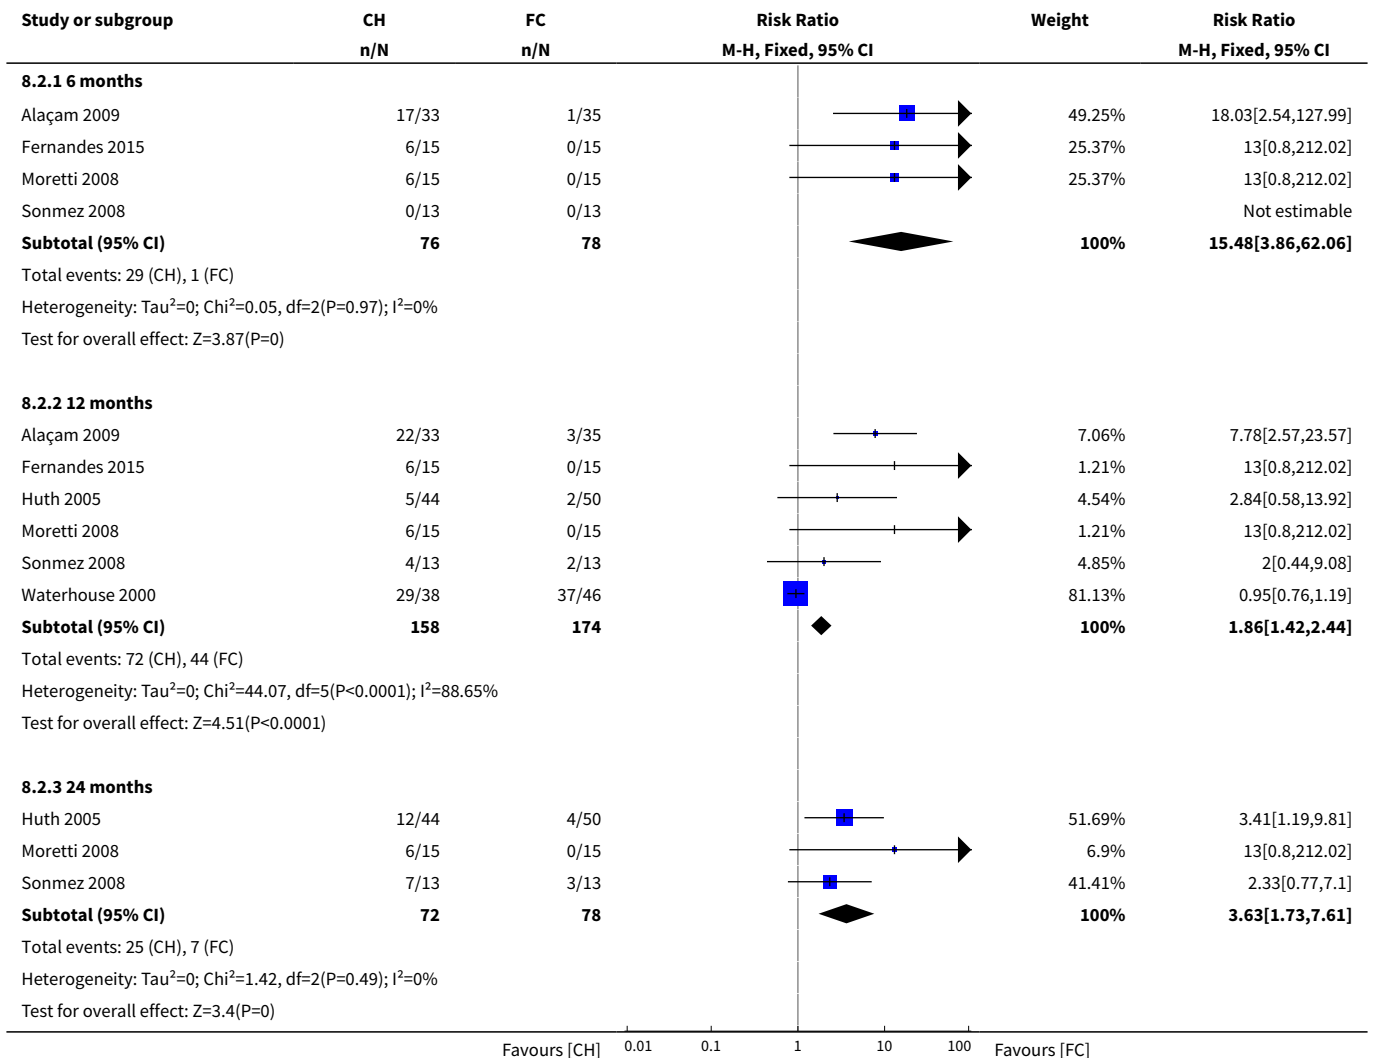 Study or subgroup CH FC Risk Ratio Weight Risk Ratio
n/N n/N M-H, Fixed, 95% CI M-H, Fixed, 95% CI
8.2.1 6 months
Alaçam 2009 17/33 1/35 49.25% 18.03[2.54,127.99]
Fernandes 2015 6/15 0/15 25.37% 13[0.8,212.02]
Moretti 2008 6/15 0/15 25.37% 13[0.8,212.02]
Sonmez 2008 0/13 0/13 Not estimable
Subtotal (95% CI) 76 78 100% 15.48[3.86,62.06]
Total events: 29 (CH), 1 (FC)
Heterogeneity: Tau²=0; Chi²=0.05, df=2(P=0.97); I²=0%
Test for overall effect: Z=3.87(P=0)
8.2.2 12 months
Alaçam 2009 22/33 3/35 7.06% 7.78[2.57,23.57]
Fernandes 2015 6/15 0/15 1.21% 13[0.8,212.02]
Huth 2005 5/44 2/50 4.54% 2.84[0.58,13.92]
Moretti 2008 6/15 0/15 1.21% 13[0.8,212.02]
Sonmez 2008 4/13 2/13 4.85% 2[0.44,9.08]
Waterhouse 2000 29/38 37/46 81.13% 0.95[0.76,1.19]
Subtotal (95% CI) 158 174 100% 1.86[1.42,2.44]
Total events: 72 (CH), 44 (FC)
Heterogeneity: Tau²=0; Chi²=44.07, df=5(P<0.0001); I²=88.65%
Test for overall effect: Z=4.51(P<0.0001)
8.2.3 24 months
Huth 2005 12/44 4/50 51.69% 3.41[1.19,9.81]
Moretti 2008 6/15 0/15 6.9% 13[0.8,212.02]
Sonmez 2008 7/13 3/13 41.41% 2.33[0.77,7.1]
Subtotal (95% CI) 72 78 100% 3.63[1.73,7.61]
Total events: 25 (CH), 7 (FC)
Heterogeneity: Tau²=0; Chi²=1.42, df=2(P=0.49); I²=0%
Test for overall effect: Z=3.4(P=0)
Favours [CH] 0.01 0.1 1 10 100 Favours [FC]